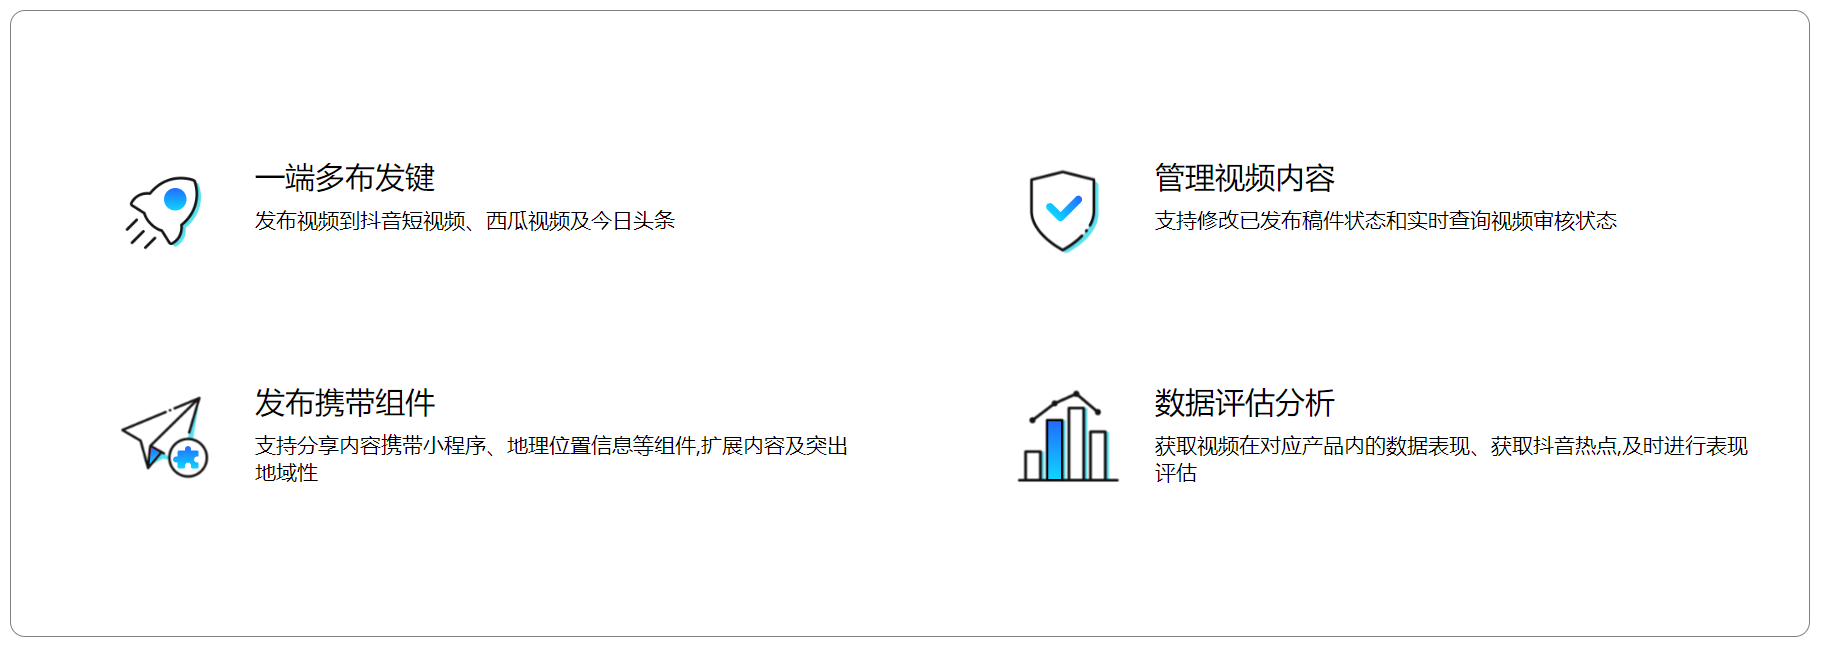 一端多布发键
发布视频到抖音短视频、西瓜视频及今日头条
管理视频内容
支持修改已发布稿件状态和实时查询视频审核状态
发布携带组件
支持分享内容携带小程序、地理位置信息等组件,扩展内容及突出
地域性
数据评估分析
获取视频在对应产品内的数据表现、获取抖音热点,及时进行表现
评估